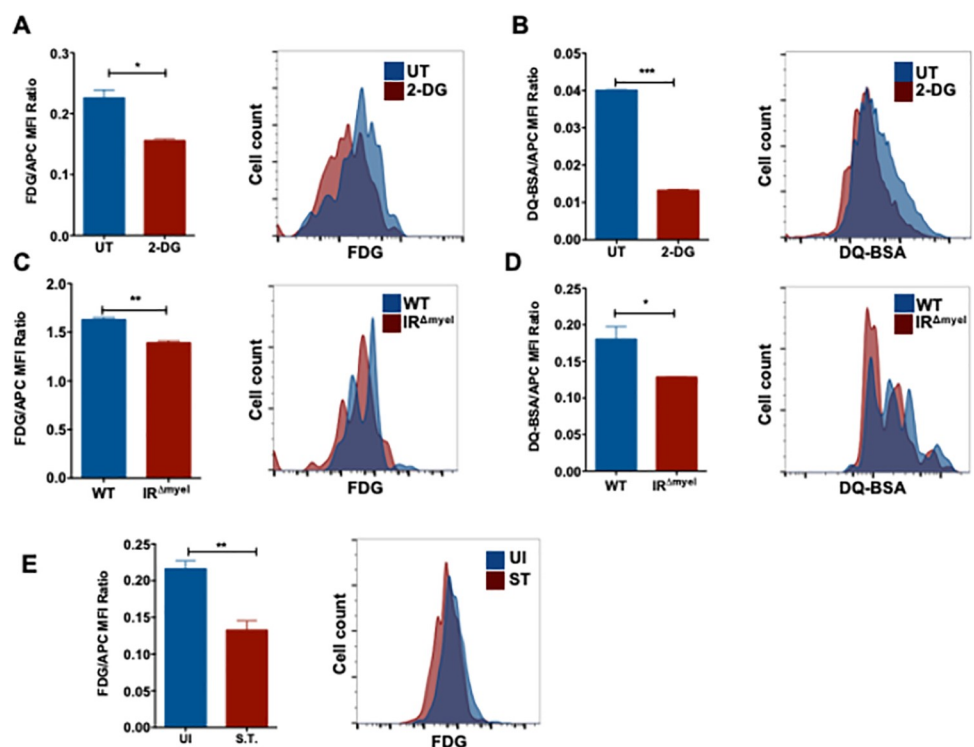 A
FDG/APC MFI Ratio
0.3
0.2
0.1
0.0
*
UT
2-DG
Cell count
UT
2-DG
FDG
B
DQ-BSA/APC MFI Ratio
0.05
0.04
0.03
0.02
0.01
0.00
***
UT
2-DG
Cell count
UT
2-DG
DQ-BSA
C
FDG/APC MFI Ratio
2.0
1.5
1.0
0.5
0.0
**
WT
IRΔmyel
Cell count
WT
IRΔmyel
FDG
D
DQ-BSA/APC MFI Ratio
0.25
0.20
0.15
0.10
0.05
0.00
*
WT
IRΔmyel
Cell count
WT
IRΔmyel
DQ-BSA
E
FDG/APC MFI Ratio
0.25
0.20
0.15
0.10
0.05
0.00
**
UI
S.T.
Cell count
UI
ST
FDG